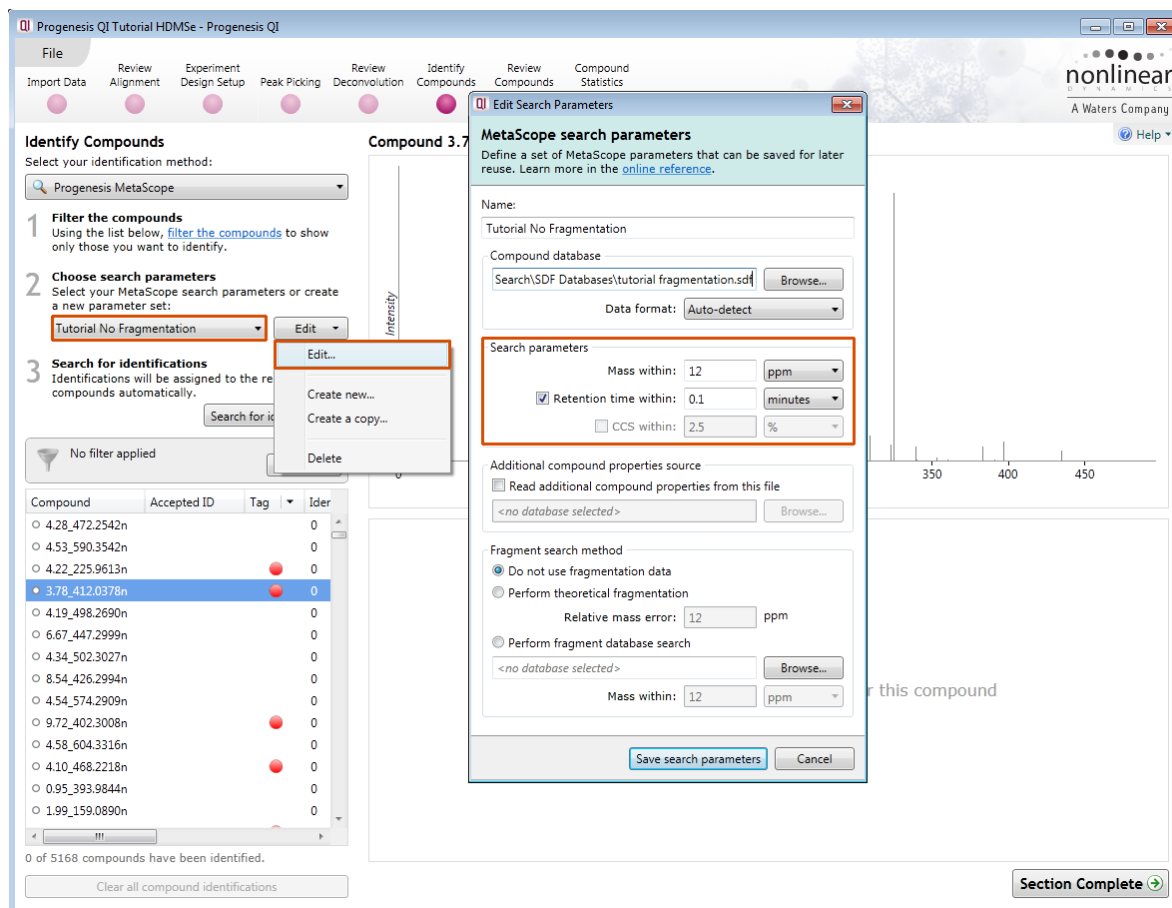 QI Progenesis QI Tutorial HDMSe - Progenesis QI
File
Import Data
Review Alignment
Experiment Design Setup
Peak Picking
Review Deconvolution
Identify Compounds
Review Compounds
Compound Statistics
nonlinear
DYNAMICS
A Waters Company
Help
Identify Compounds
Select your identification method:
Progenesis MetaScope
1 Filter the compounds
Using the list below, filter the compounds to show
only those you want to identify.
2 Choose search parameters
Select your MetaScope search parameters or create
a new parameter set:
Tutorial No Fragmentation
Edit
Edit...
Create new...
Create a copy...
Delete
3 Search for identifications
Identifications will be assigned to the re
compounds automatically.
Search for id
No filter applied
Compound Accepted ID Tag Iden
4.28_472.2542n 0
4.53_590.3542n 0
4.22_225.9613n 0
3.78_412.0378n 0
4.19_498.2690n 0
6.67_447.2999n 0
4.34_502.3027n 0
8.54_426.2994n 0
4.54_574.2909n 0
9.72_402.3008n 0
4.58_604.3316n 0
4.10_468.2218n 0
0.95_393.9844n 0
1.99_159.0890n 0
0 of 5168 compounds have been identified.
Clear all compound identifications
Compound 3.7
Intensity
0
350 400 450
r this compound
Section Complete
QI Edit Search Parameters
MetaScope search parameters
Define a set of MetaScope parameters that can be saved for later
reuse. Learn more in the online reference.
Name:
Tutorial No Fragmentation
Compound database
Search\SDF Databases\tutorial fragmentation.sdf Browse...
Data format: Auto-detect
Search parameters
Mass within: 12 ppm
Retention time within: 0.1 minutes
CCS within: 2.5 %
Additional compound properties source
Read additional compound properties from this file
<no database selected> Browse...
Fragment search method
Do not use fragmentation data
Perform theoretical fragmentation
Relative mass error: 12 ppm
Perform fragment database search
<no database selected> Browse...
Mass within: 12 ppm
Save search parameters Cancel